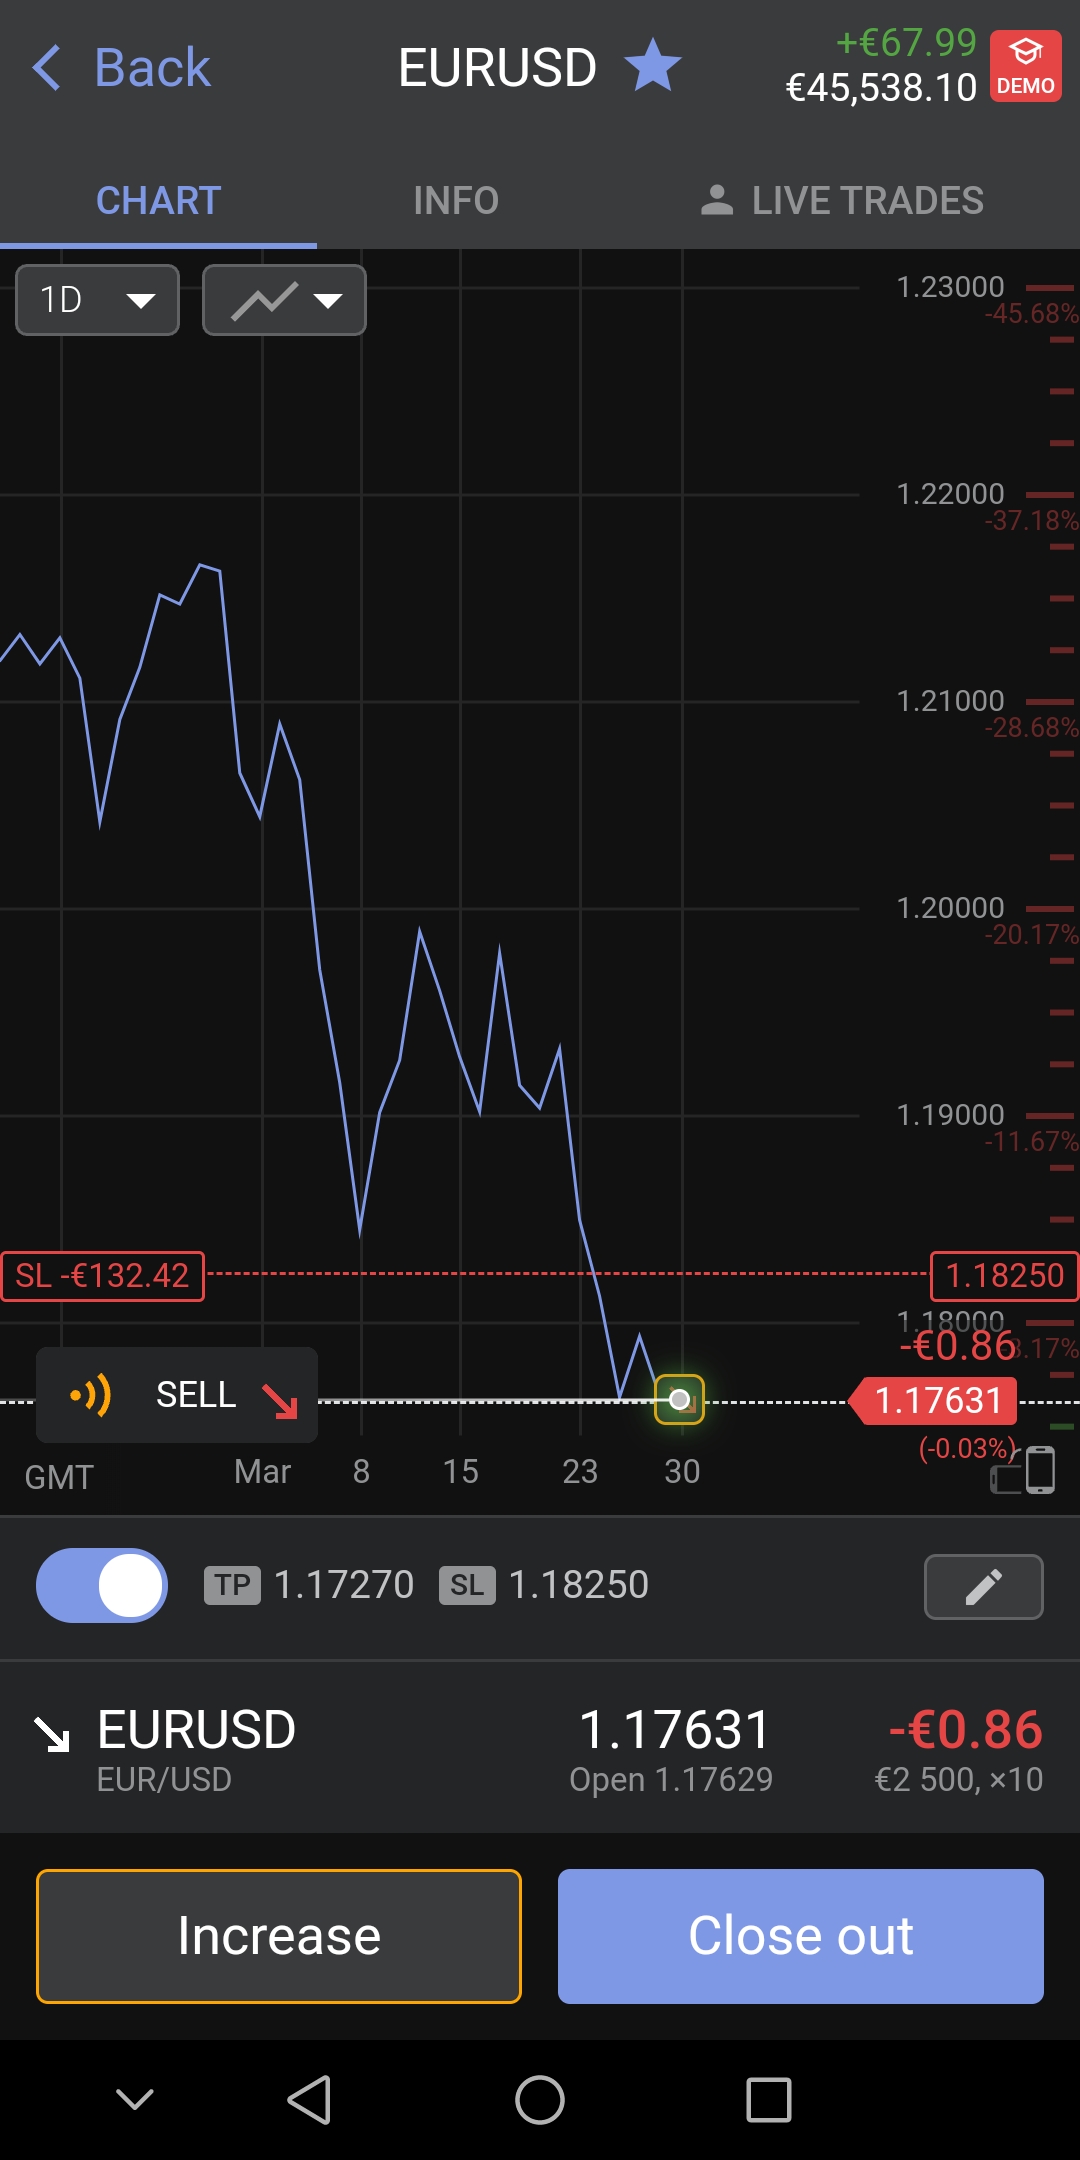 Back
EURUSD
+€67.99
€45,538.10
DEMO
CHART
INFO
LIVE TRADES
1D
1.23000
-45.68%
1.22000
-37.18%
1.21000
-28.68%
1.20000
-20.17%
1.19000
-11.67%
SL -€132.42
1.18250
1.18000
-€0.86
-3.17%
SELL
1.17631
(-0.03%)
GMT
Mar 8 15 23 30
TP 1.17270 SL 1.18250
EURUSD 1.17631 -€0.86
EUR/USD Open 1.17629 €2 500, ×10
Increase
Close out